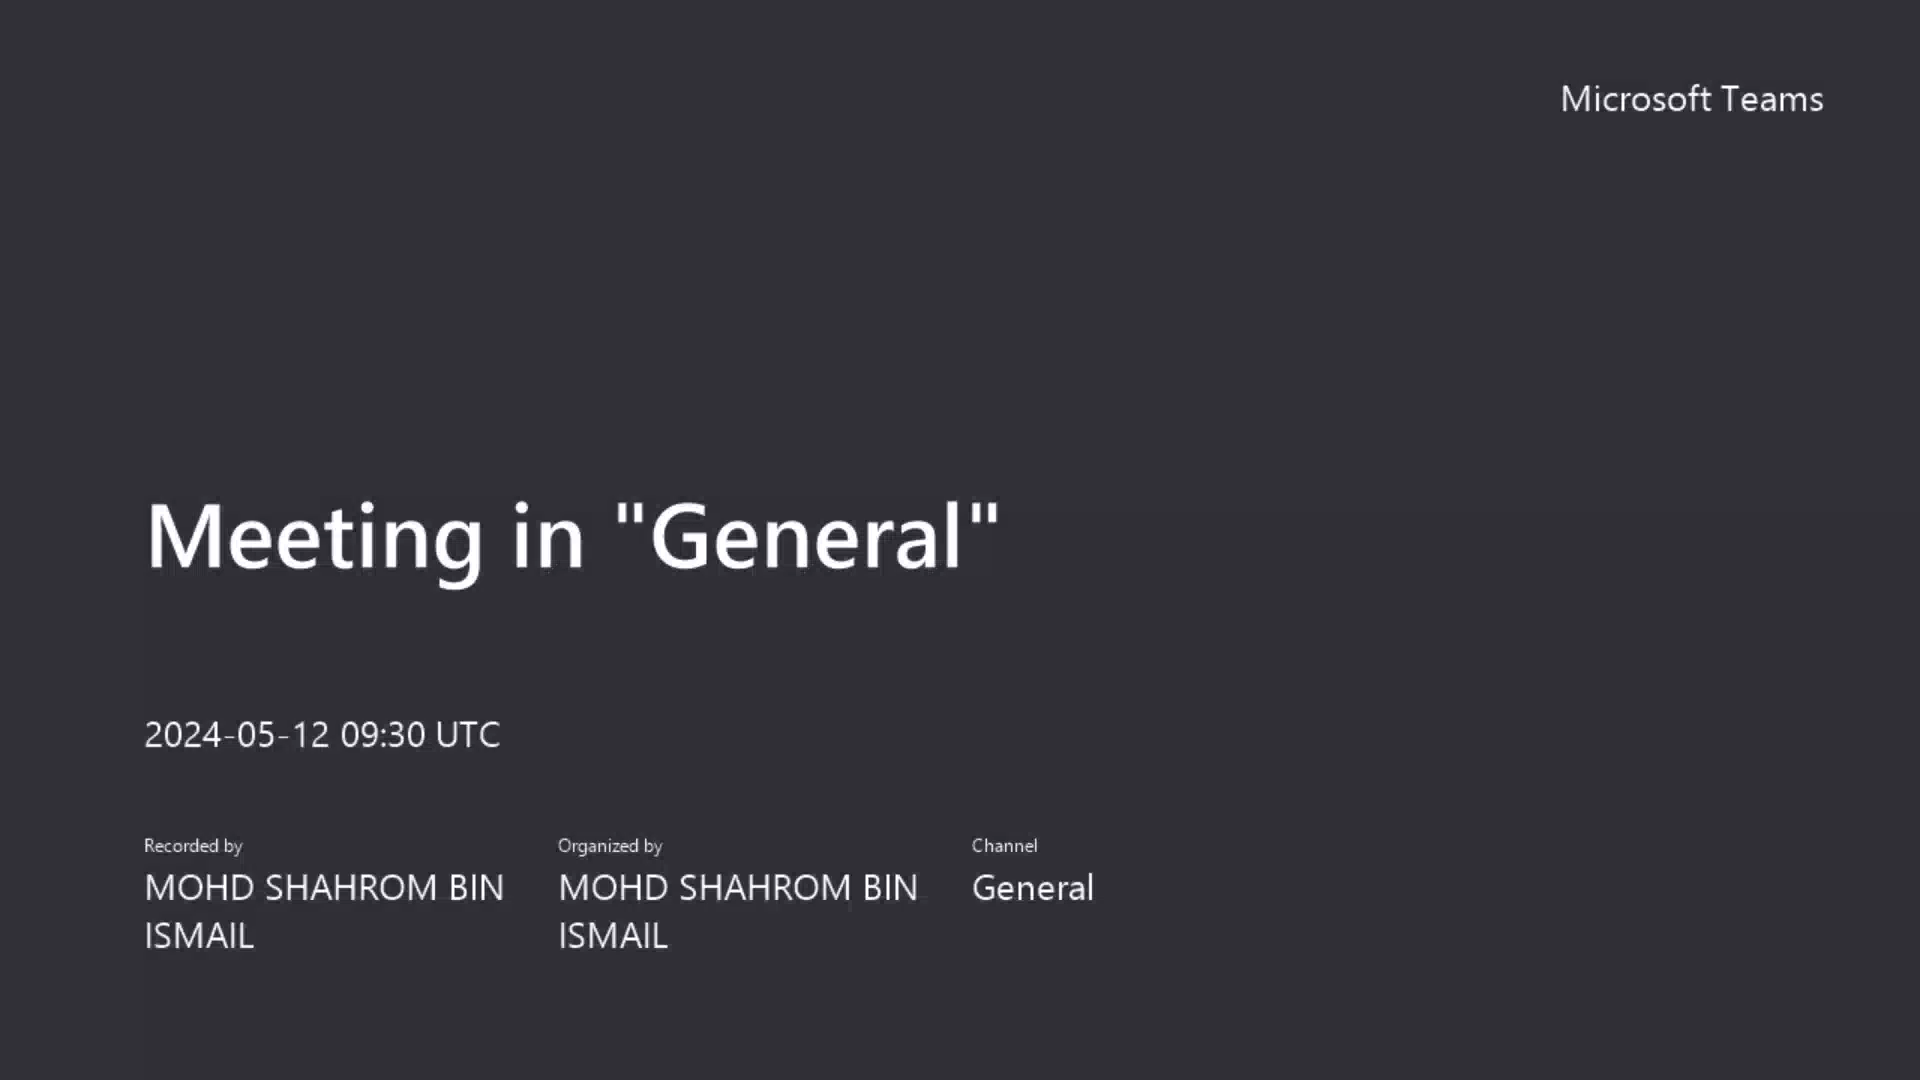 Microsoft Teams
Meeting in "General"
2024-05-12 09:30 UTC
Recorded by
MOHD SHAHROM BIN
ISMAIL
Organized by
MOHD SHAHROM BIN
ISMAIL
Channel
General